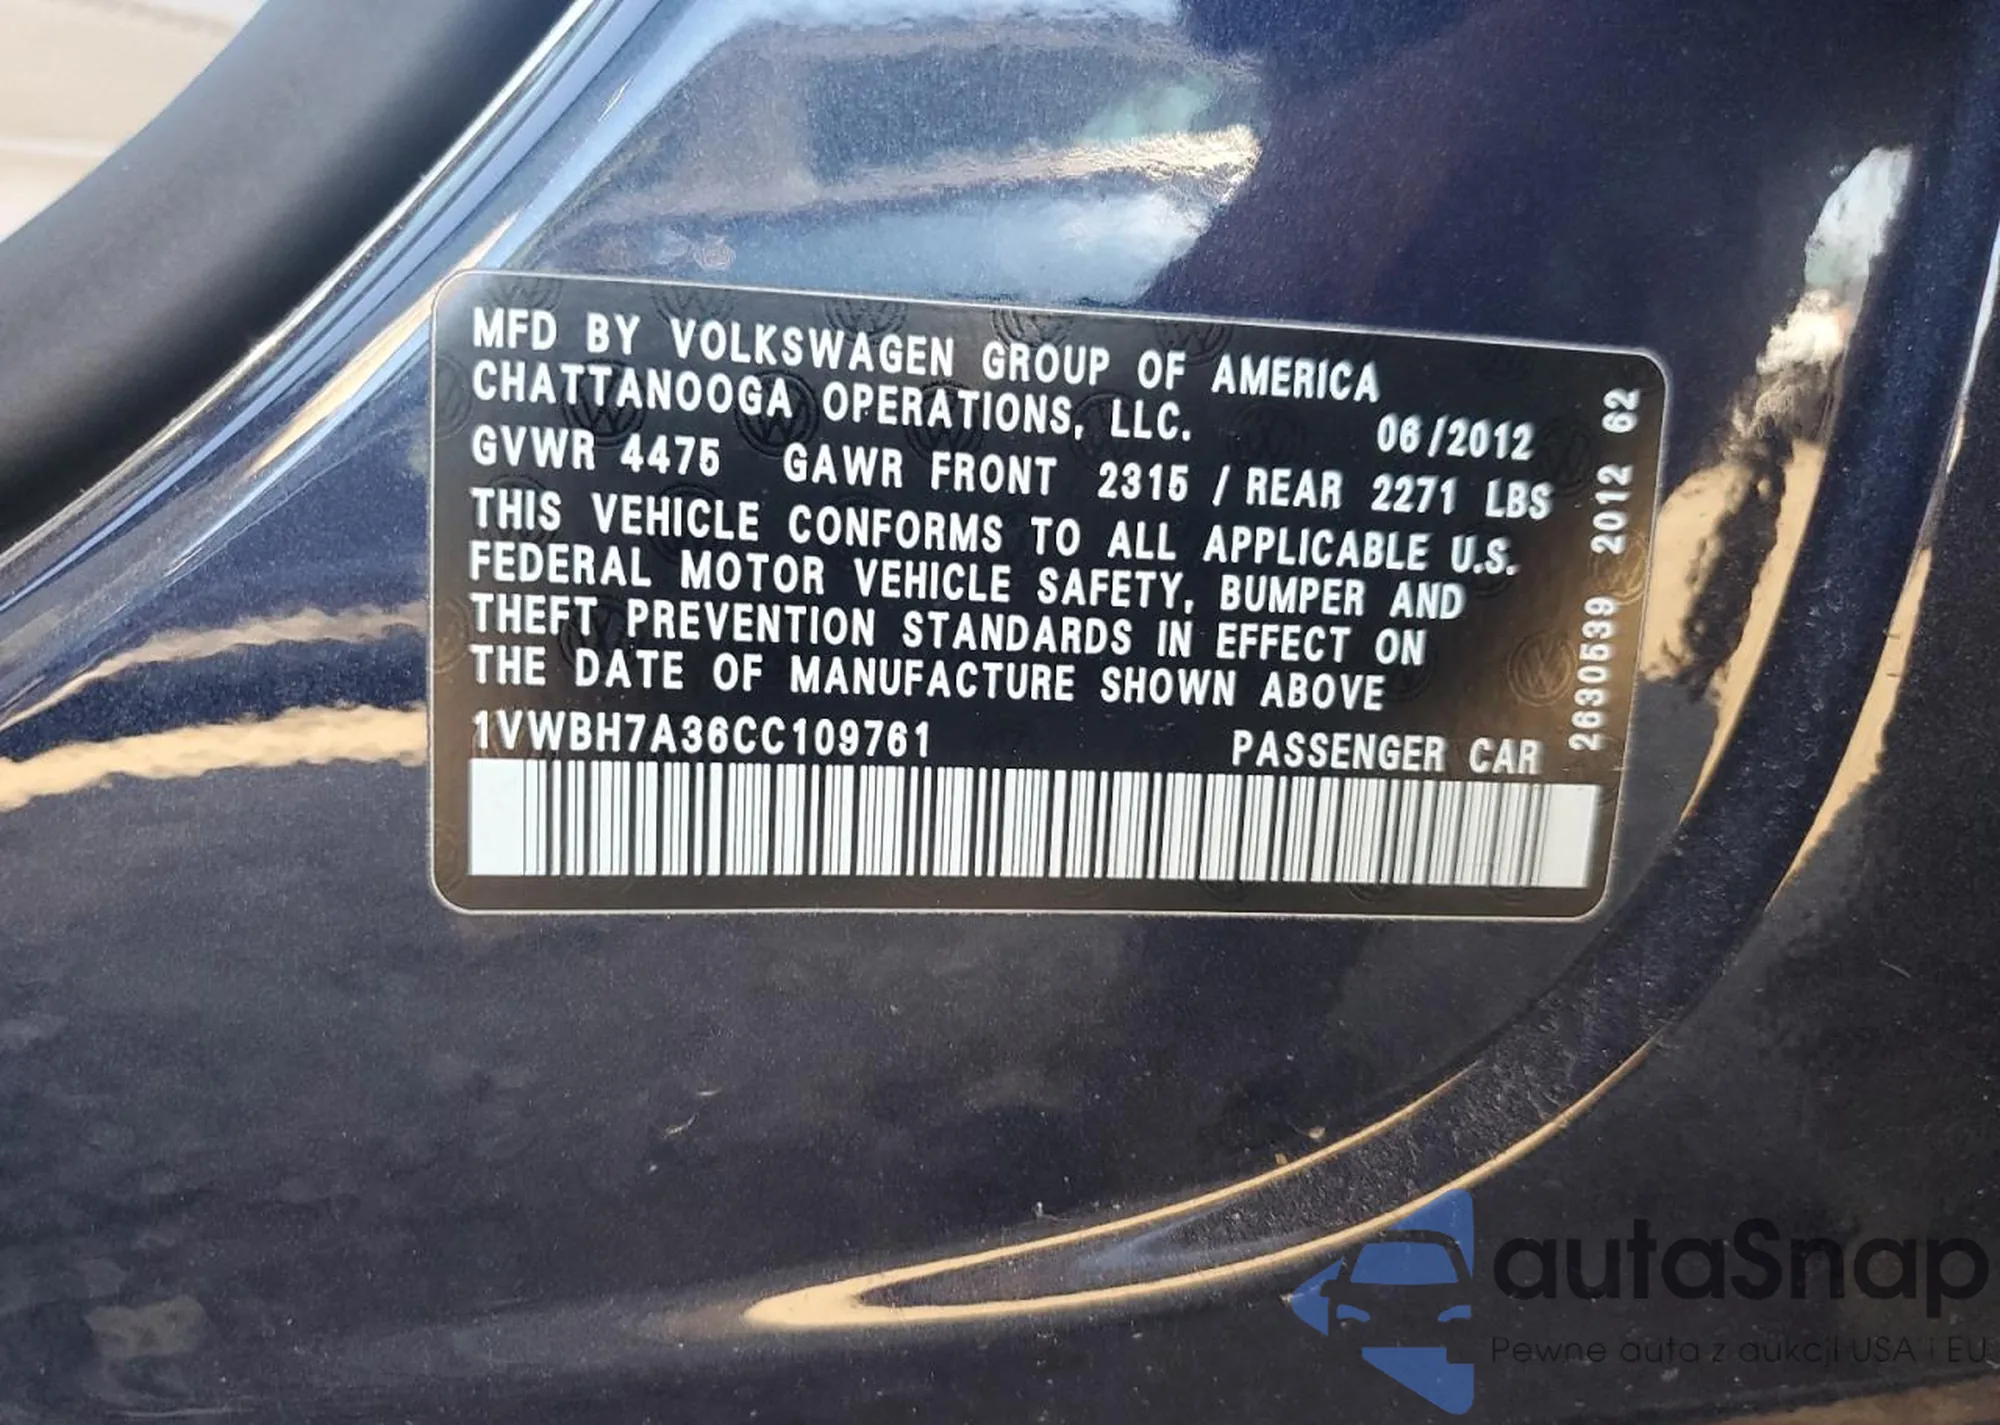 MFD BY VOLKSWAGEN GROUP OF AMERICA
CHATTANOOGA OPERATIONS, LLC.
06/2012
GVWR 4475 GAWR FRONT 2315 / REAR 2271 LBS
THIS VEHICLE CONFORMS TO ALL APPLICABLE U.S.
FEDERAL MOTOR VEHICLE SAFETY, BUMPER AND
THEFT PREVENTION STANDARDS IN EFFECT ON
THE DATE OF MANUFACTURE SHOWN ABOVE
1VWBH7A36CC109761
PASSENGER CAR
2630539 2012 62
autaSnap
Pewne auta z aukcji USA i EU